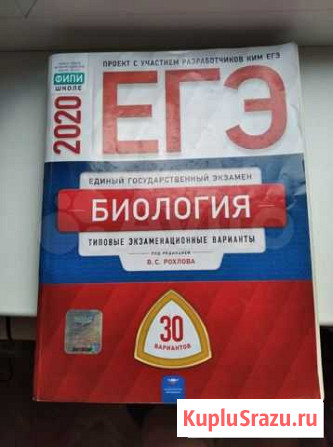 ПРОЕКТ С УЧАСТИЕМ РАЗРАБОТЧИКОВ КИМ ЕГЭ
ФИПИ
ШКОЛЕ
2020
ЕГЭ
ЕДИНЫЙ ГОСУДАРСТВЕННЫЙ ЭКЗАМЕН
БИОЛОГИЯ
ТИПОВЫЕ ЭКЗАМЕНАЦИОННЫЕ ВАРИАНТЫ
ПОД РЕДАКЦИЕЙ
В.С. РОХЛОВА
30
ВАРИАНТОВ
KupluSrazu.ru